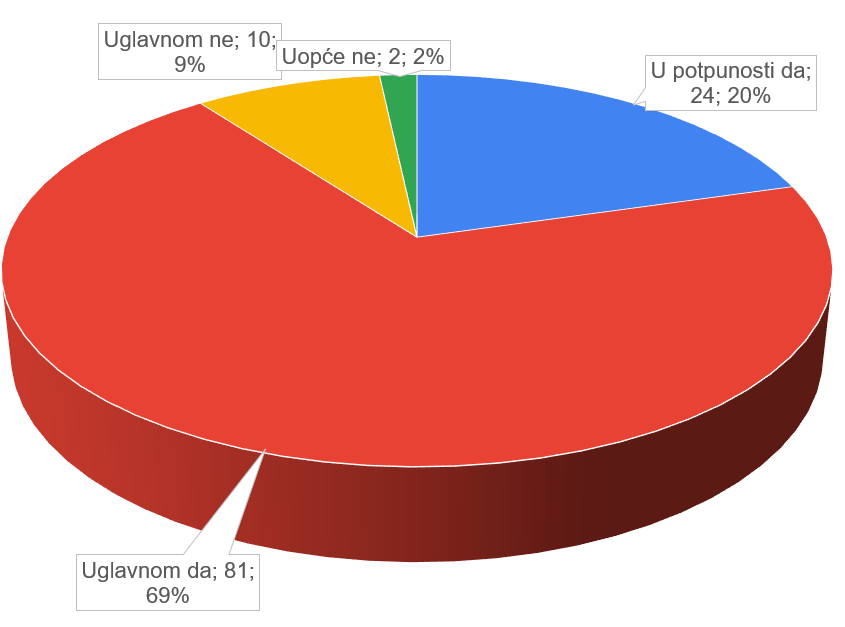 Uglavnom ne; 10;
9%
Uopće ne; 2; 2%
U potpunosti da;
24; 20%
Uglavnom da; 81;
69%